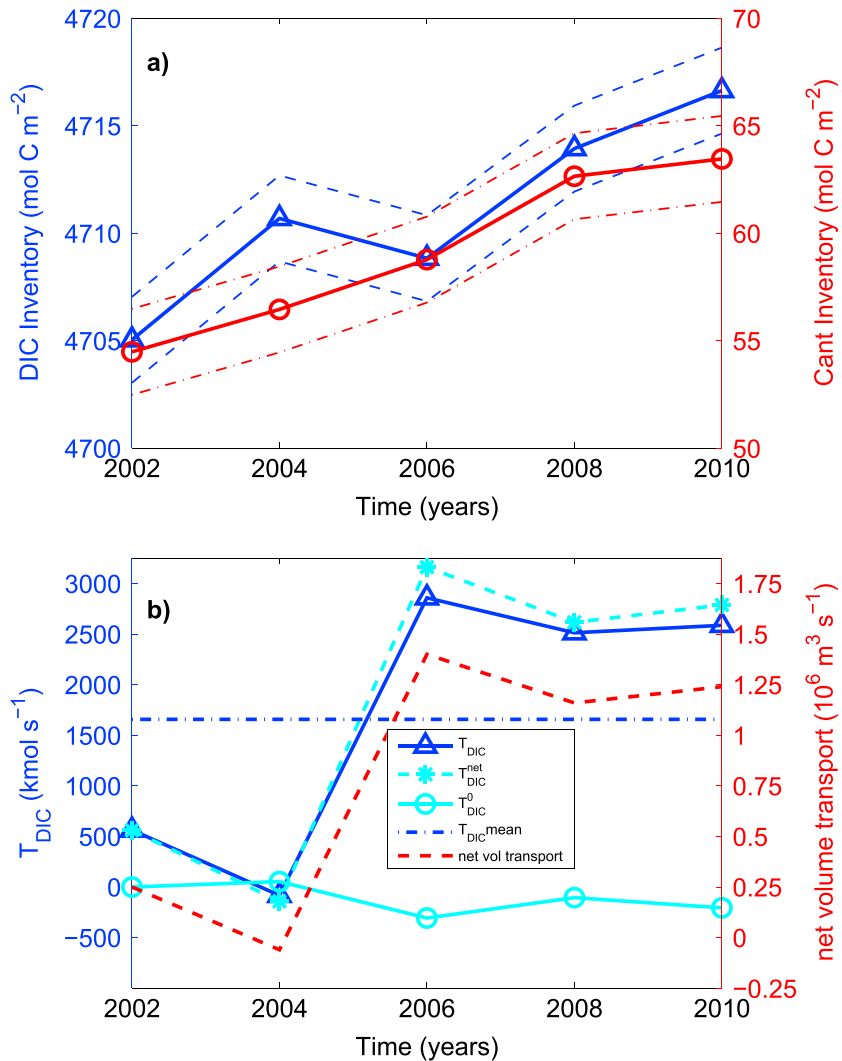 a)
4720
4715
4710
4705
4700
DIC Inventory (mol C m⁻²)
70
65
60
55
50
Cant Inventory (mol C m⁻²)
2002 2004 2006 2008 2010
Time (years)
b)
3000
2500
2000
1500
1000
500
0
−500
T_DIC (kmol s⁻¹)
1.75
1.5
1.25
1
0.75
0.5
0.25
0
−0.25
net volume transport (10⁶ m³ s⁻¹)
T_DIC
T_DIC^net
T_DIC^0
T_DIC mean
net vol transport
2002 2004 2006 2008 2010
Time (years)